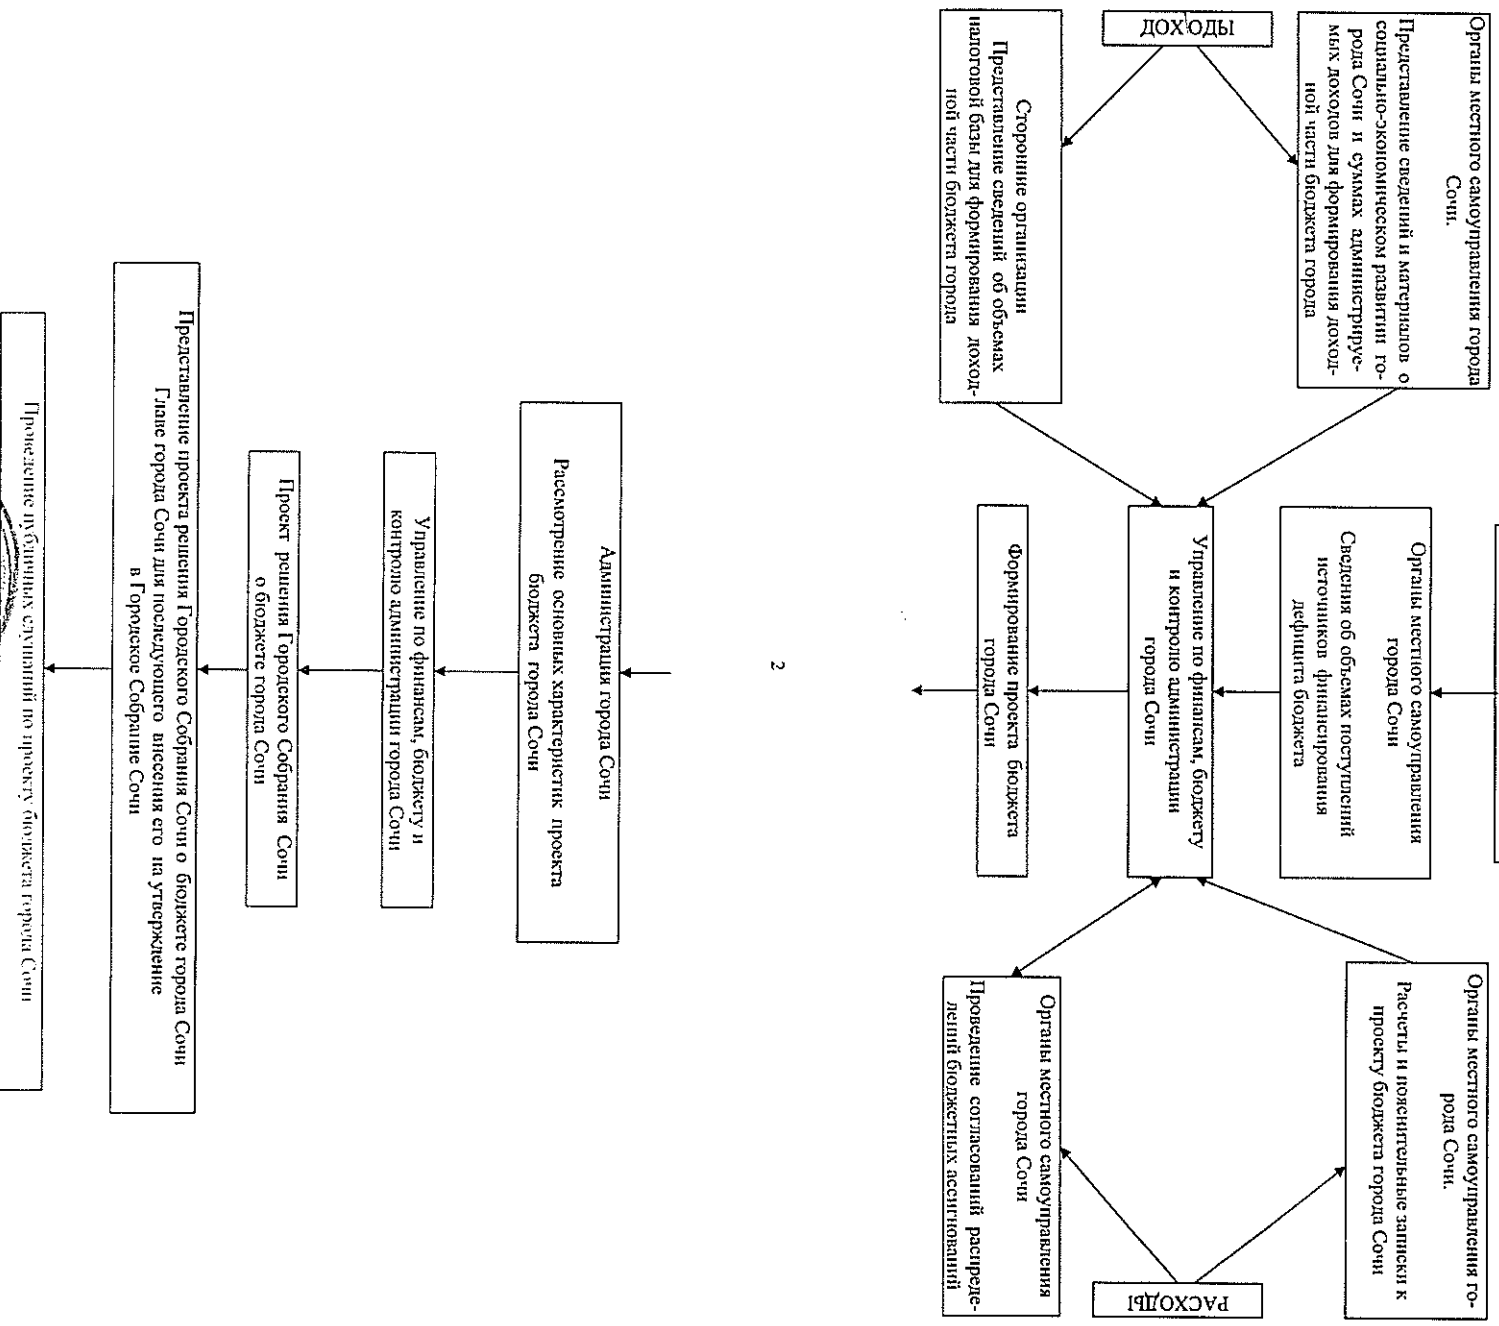 Органы местного самоуправления города
Сочи.
Представление сведений и материалов о
социально-экономическом развитии го-
рода Сочи и суммах администрируе-
мых доходов для формирования доход-
ной части бюджета города
ДОХОДЫ
Сторонние организации
Представление сведений об объемах
налоговой базы для формирования доход-
ной части бюджета города
Органы местного самоуправления
города Сочи
Сведения об объемах поступлений
источников финансирования
дефицита бюджета
Управление по финансам, бюджету
и контролю администрации
города Сочи
Формирование проекта бюджета
города Сочи
Органы местного самоуправления го-
рода Сочи.
Расчеты и пояснительные записки к
проекту бюджета города Сочи
РАСХОДЫ
Органы местного самоуправления
города Сочи
Проведение согласований распреде-
лений бюджетных ассигнований
2
Администрация города Сочи
Рассмотрение основных характеристик проекта
бюджета города Сочи
Управление по финансам, бюджету и
контролю администрации города Сочи
Проект решения Городского Собрания Сочи
о бюджете города Сочи
Представление проекта решения Городского Собрания Сочи о бюджете города Сочи
Главе города Сочи для последующего внесения его на утверждение
в Городское Собрание Сочи
Проведение публичных слушаний по проекту бюджета города Сочи